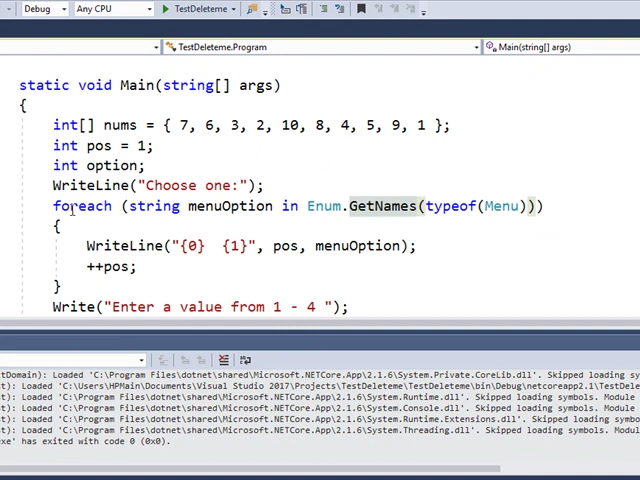 Debug Any CPU TestDeleteme
TestDeleteme.Program Main(string[] args)
static void Main(string[] args)
{
int[] nums = { 7, 6, 3, 2, 10, 8, 4, 5, 9, 1 };
int pos = 1;
int option;
WriteLine("Choose one:");
foreach (string menuOption in Enum.GetNames(typeof(Menu)))
{
WriteLine("{0}  {1}", pos, menuOption);
++pos;
}
Write("Enter a value from 1 - 4 ");
tDomain): Loaded 'C:\Program Files\dotnet\shared\Microsoft.NETCore.App\2.1.6\System.Private.CoreLib.dll'. Skipped loading sy
t): Loaded 'C:\Users\HPMain\Documents\Visual Studio 2017\Projects\TestDeleteme\TestDeleteme\bin\Debug\netcoreapp2.1\Test
t): Loaded 'C:\Program Files\dotnet\shared\Microsoft.NETCore.App\2.1.6\System.Runtime.dll'. Skipped loading symbols. Module
t): Loaded 'C:\Program Files\dotnet\shared\Microsoft.NETCore.App\2.1.6\System.Console.dll'. Skipped loading symbols. Module
t): Loaded 'C:\Program Files\dotnet\shared\Microsoft.NETCore.App\2.1.6\System.Runtime.Extensions.dll'. Skipped loading sym
t): Loaded 'C:\Program Files\dotnet\shared\Microsoft.NETCore.App\2.1.6\System.Threading.dll'. Skipped loading symbols. Mo
exe' has exited with code 0 (0x0).